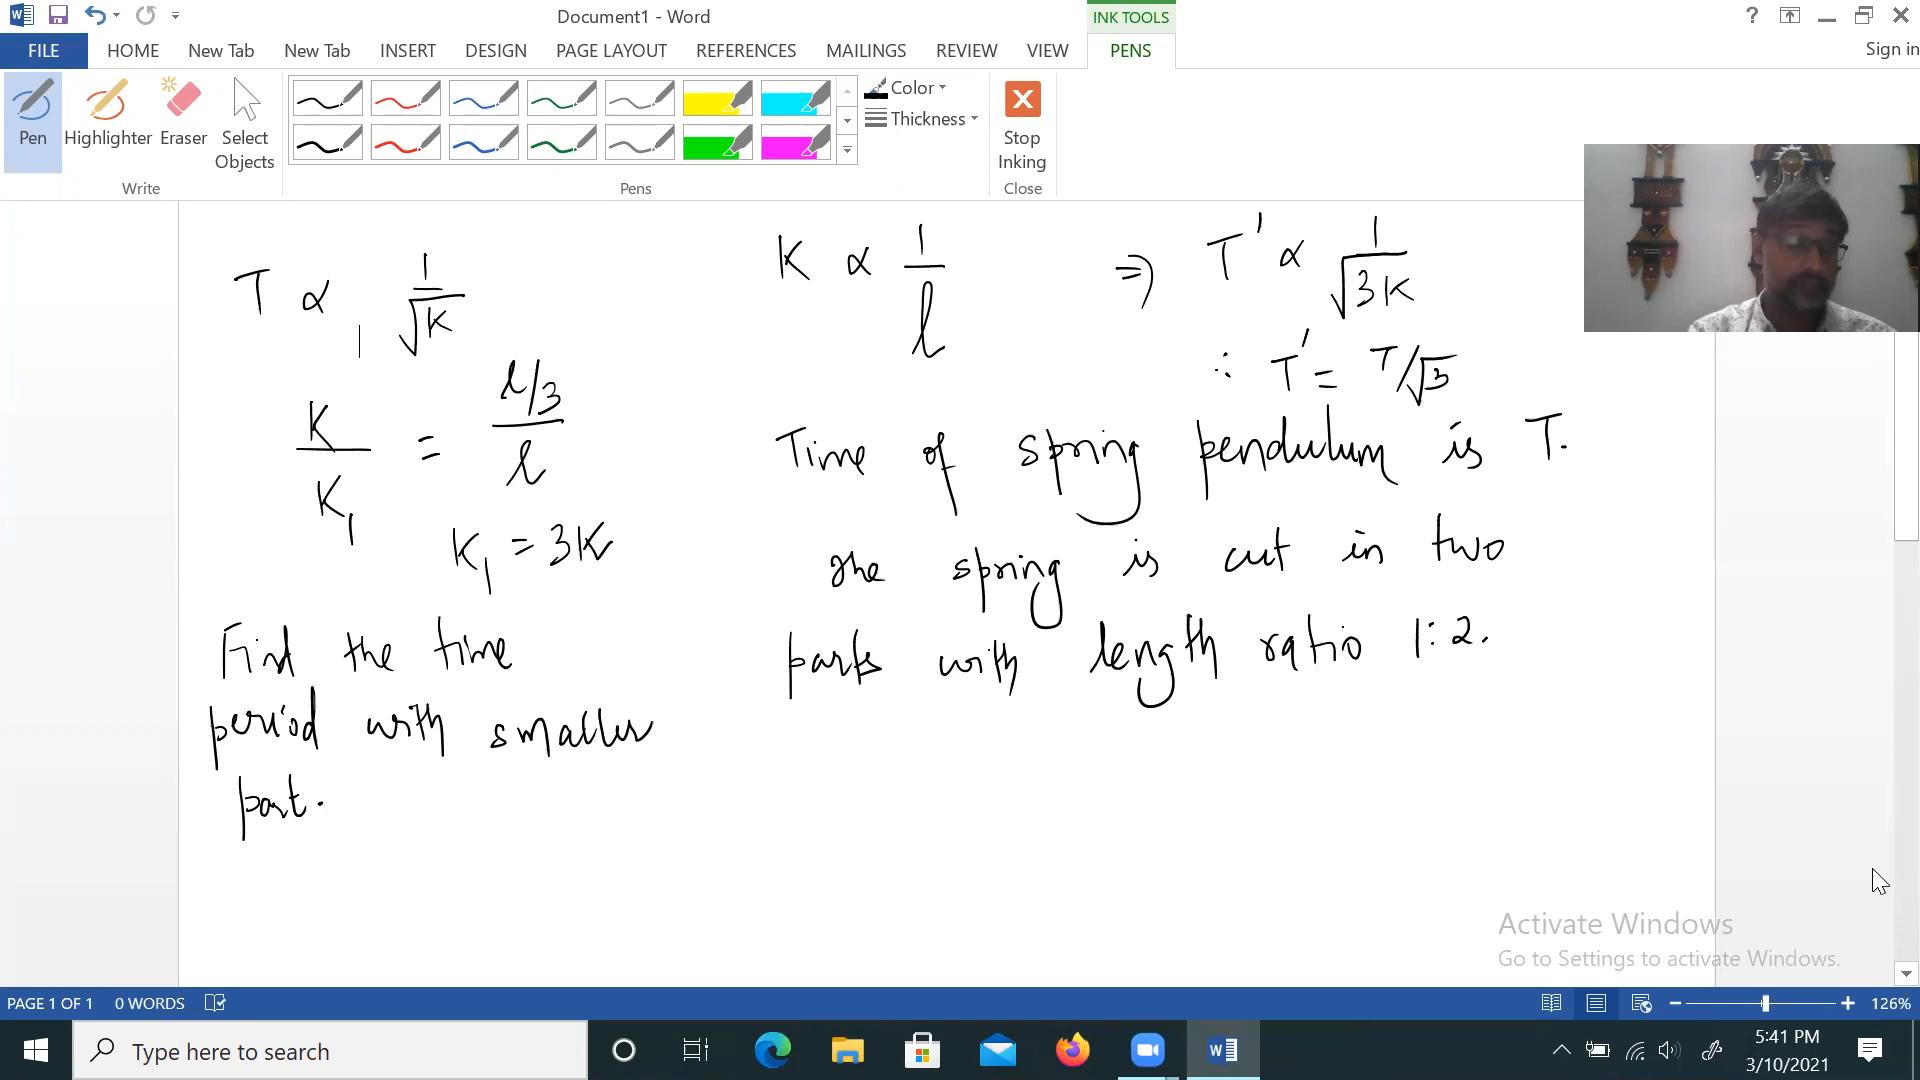 Document1 - Word
INK TOOLS
FILE HOME New Tab New Tab INSERT DESIGN PAGE LAYOUT REFERENCES MAILINGS REVIEW VIEW PENS
Sign in
Pen Highlighter Eraser Select Objects
Color
Thickness
Stop Inking
Write Pens Close
T ∝ 1/√K
K ∝ 1/l
⇒ T' ∝ 1/√3K
∴ T' = T/√3
K/K₁ = (l/3)/l
K₁ = 3K
Time of spring pendulum is T.
The spring is cut in two
parts with length ratio 1:2.
Find the time
period with smaller
part.
Activate Windows
Go to Settings to activate Windows.
PAGE 1 OF 1 0 WORDS 126%
Type here to search
5:41 PM
3/10/2021